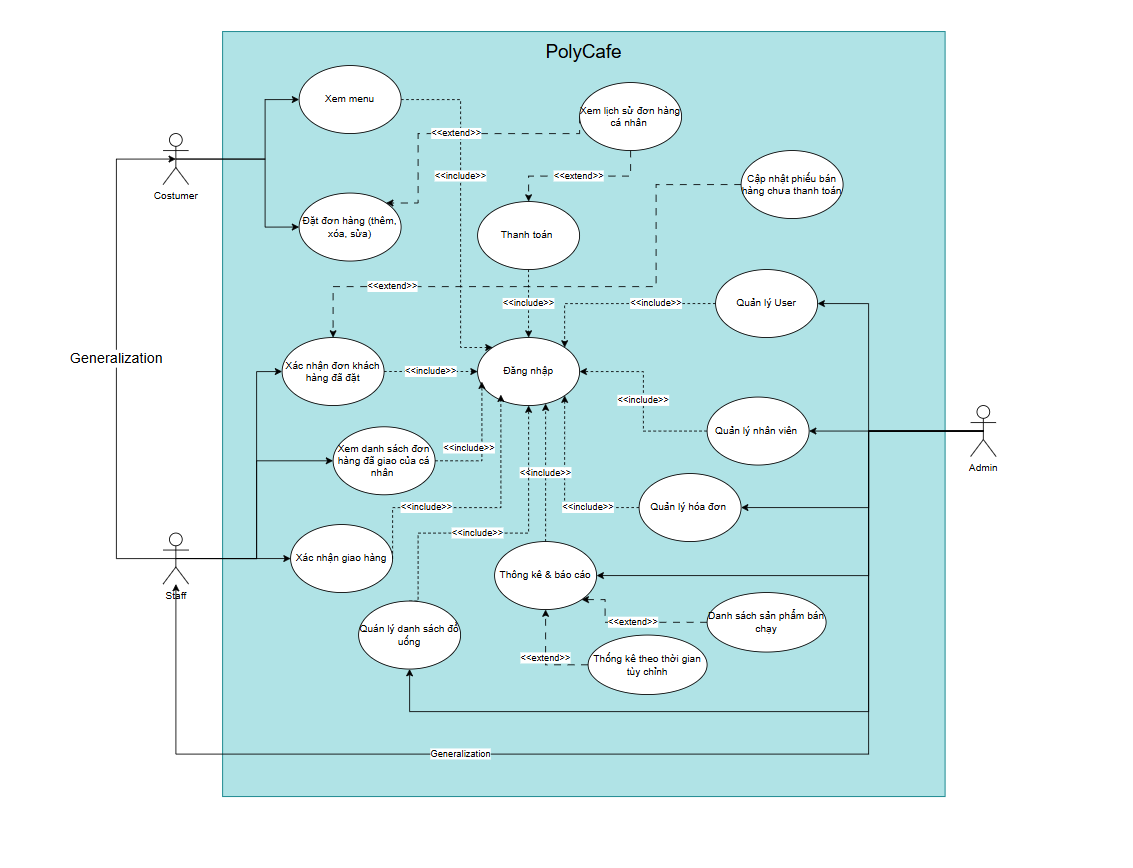 PolyCafe
Xem menu
Xem lịch sử đơn hàng
cá nhân
<<extend>>
<<include>>
<<extend>>
Cập nhật phiếu bán
hàng chưa thanh toán
Costumer
Đặt đơn hàng (thêm,
xóa, sửa)
Thanh toán
<<extend>>
<<include>>
<<include>>
Quản lý User
Generalization
Xác nhận đơn khách
hàng đã đặt
<<include>>
Đăng nhập
<<include>>
Quản lý nhân viên
Admin
Xem danh sách đơn
hàng đã giao của cá
nhân
<<include>>
<<include>>
<<include>>
<<include>>
Quản lý hóa đơn
<<include>>
Xác nhận giao hàng
Thông kê & báo cáo
Staff
Quản lý danh sách đồ
uống
<<extend>>
Danh sách sản phẩm bán
chạy
<<extend>>
Thống kê theo thời gian
tùy chỉnh
Generalization